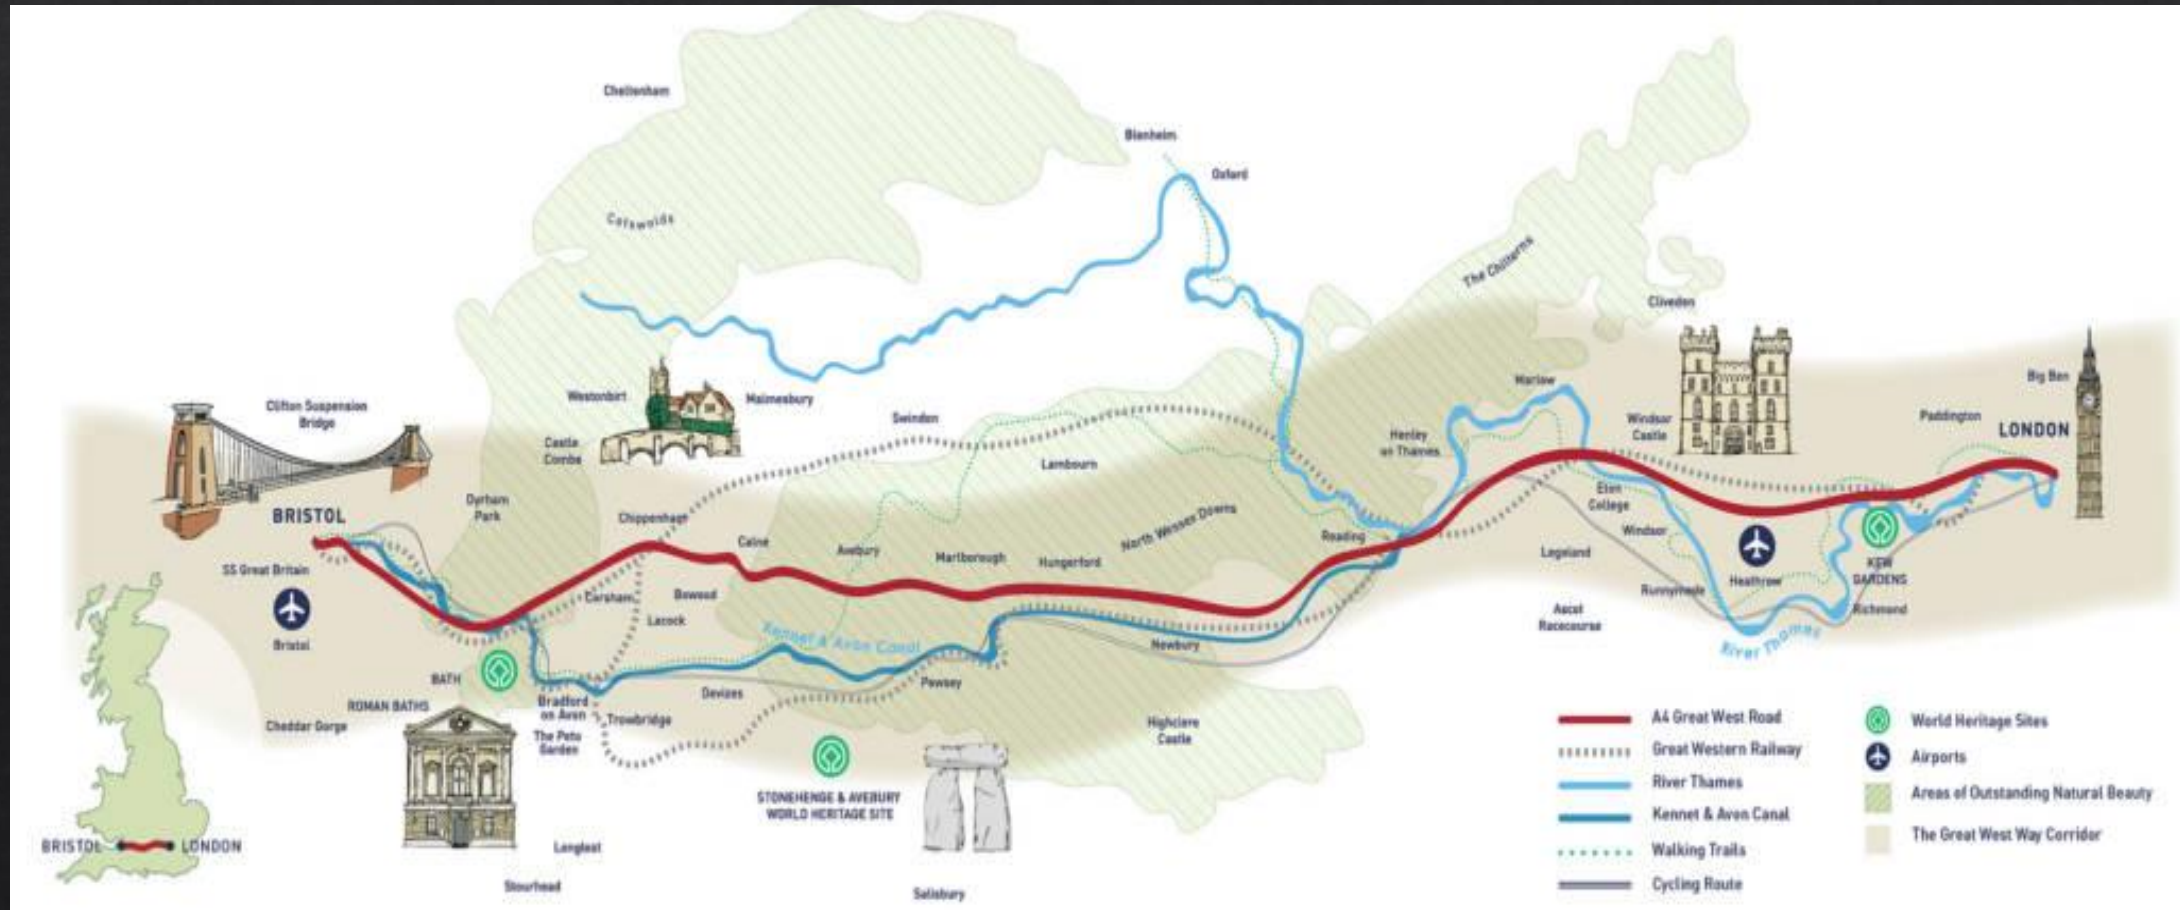 Cheltenham
Blenheim
Oxford
Cotswolds
The Chilterns
Cliveden
Clifton Suspension
Bridge
Westonbirt
Malmesbury
Castle
Combe
Swindon
Marlow
Henley
on Thames
Windsor
Castle
Big Ben
Paddington
LONDON
Lambourn
BRISTOL
Dyrham
Park
Chippenham
Calne
Avebury
Marlborough
Hungerford
North Wessex Downs
Reading
Eton
College
Windsor
Legoland
Heathrow
KEW
GARDENS
SS Great Britain
Bristol
Corsham
Bowood
Lacock
Kennet & Avon Canal
Newbury
Runnymede
Ascot
Racecourse
Richmond
River Thames
BATH
ROMAN BATHS
Bradford
on Avon
Trowbridge
The Peto
Garden
Devizes
Pewsey
Cheddar Gorge
Highclere
Castle
STONEHENGE & AVEBURY
WORLD HERITAGE SITE
Longleat
Stourhead
Salisbury
BRISTOL
LONDON
A4 Great West Road
Great Western Railway
River Thames
Kennet & Avon Canal
Walking Trails
Cycling Route
World Heritage Sites
Airports
Areas of Outstanding Natural Beauty
The Great West Way Corridor